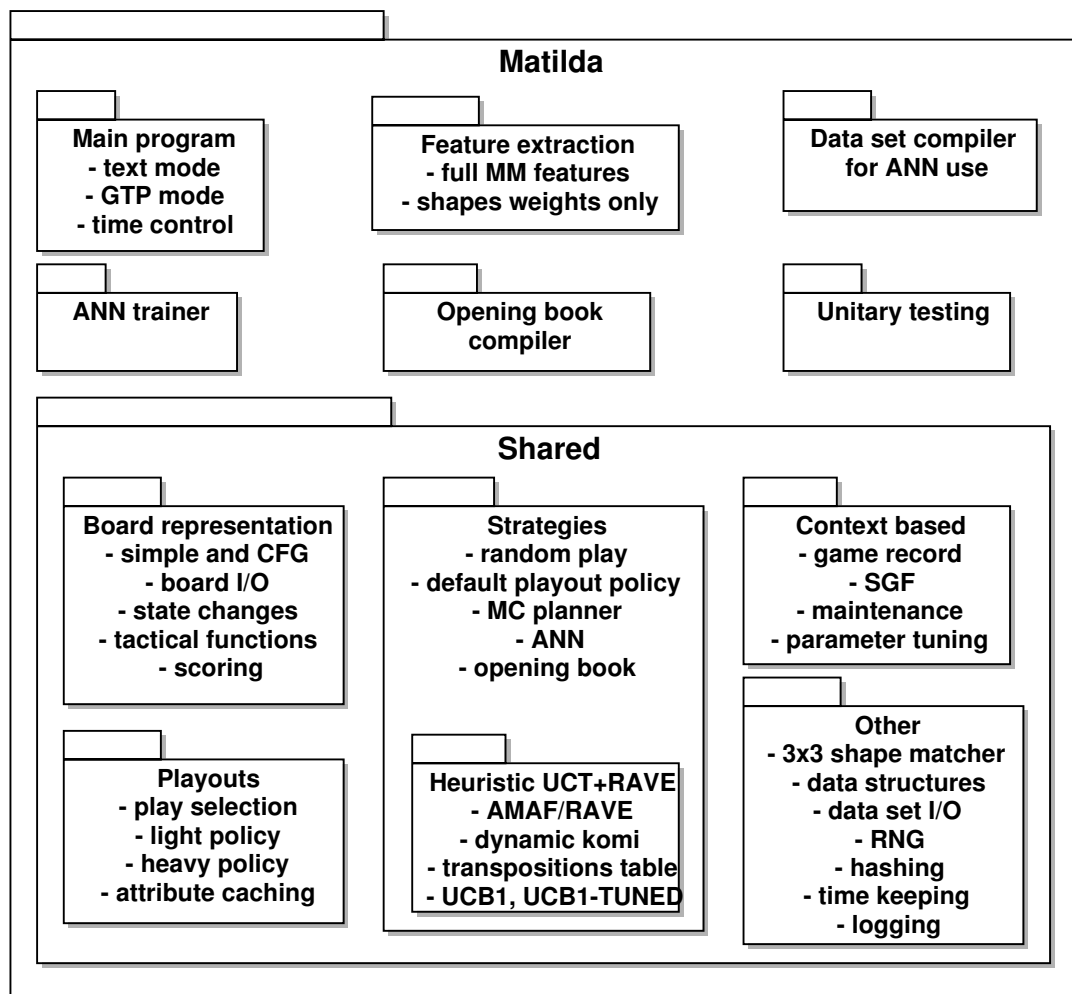 Matilda
Main program
- text mode
- GTP mode
- time control
Feature extraction
- full MM features
- shapes weights only
Data set compiler
for ANN use
ANN trainer
Opening book
compiler
Unitary testing
Shared
Board representation
- simple and CFG
- board I/O
- state changes
- tactical functions
- scoring
Strategies
- random play
- default playout policy
- MC planner
- ANN
- opening book
Context based
- game record
- SGF
- maintenance
- parameter tuning
Playouts
- play selection
- light policy
- heavy policy
- attribute caching
Heuristic UCT+RAVE
- AMAF/RAVE
- dynamic komi
- transpositions table
- UCB1, UCB1-TUNED
Other
- 3x3 shape matcher
- data structures
- data set I/O
- RNG
- hashing
- time keeping
- logging